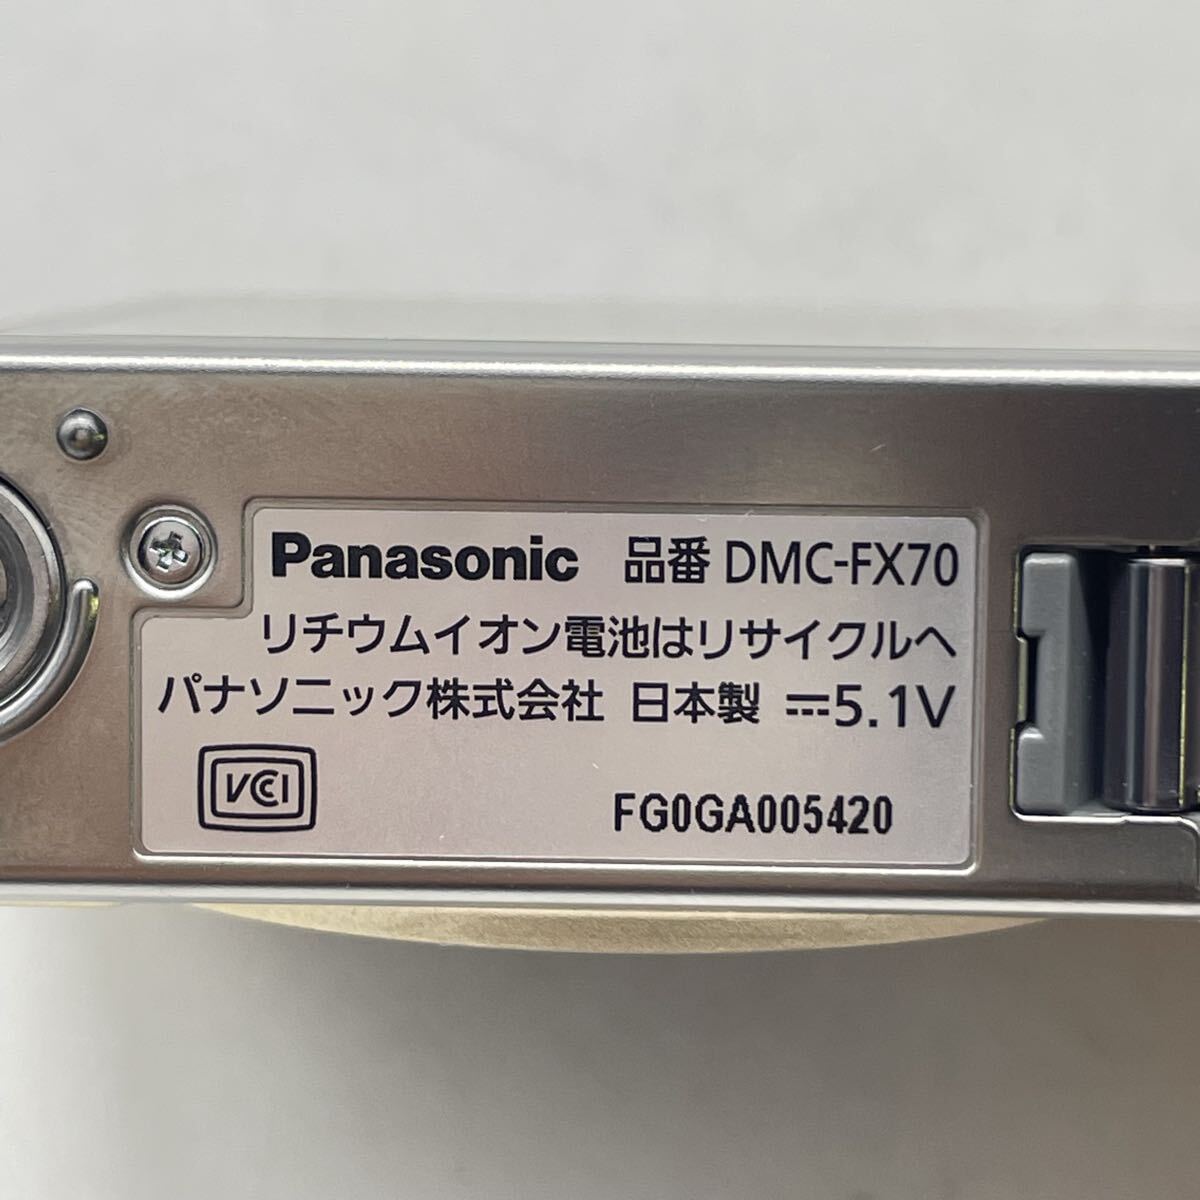 Panasonic 品番 DMC-FX70
リチウムイオン電池はリサイクルへ
パナソニック株式会社 日本製 ⎓5.1V
VCCI
FG0GA005420